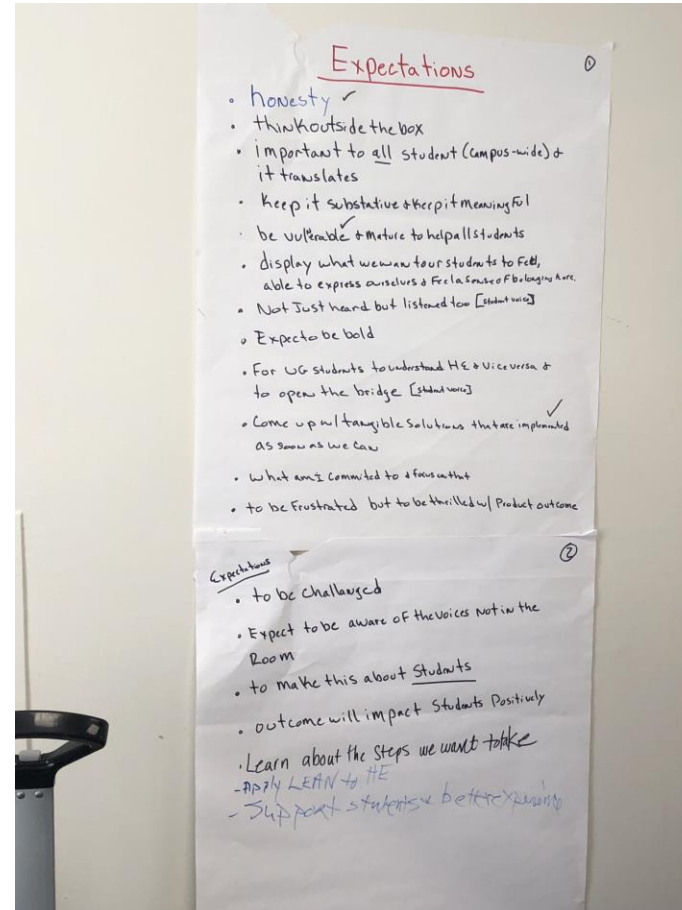 Expectations ①
• honesty ✓
• think outside the box
• important to all student (campus-wide) &
it translates
• Keep it substative & keep it meaningful
• be vulerable ✓ & mature to help all students
• display what we wan tour students to feel,
able to express ourselves & feel a sense of belonging here.
• Not Just heard but listened too [student voice]
• Expec to be bold
• For UG students to understand HE & vice versa &
to open the bridge [student voice]
• Come up w/ tangible solutions that are implemented ✓
as soon as we can
• what am I commited to & focus on that
• to be frustrated but to be thrilled w/ Product outcome
Expectations ②
• to be challanged
• Expect to be aware of the voices Not in the
Room
• to make this about Students
• outcome will impact Students Positively
• Learn about the Steps we want to take
- Apply LEAN to HE
- Support students & better experience